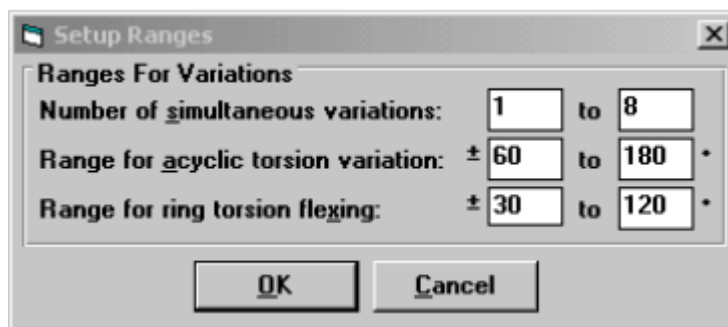 Setup Ranges
Ranges For Variations
Number of simultaneous variations: 1 to 8
Range for acyclic torsion variation: ± 60 to 180 °
Range for ring torsion flexing: ± 30 to 120 °
OK Cancel